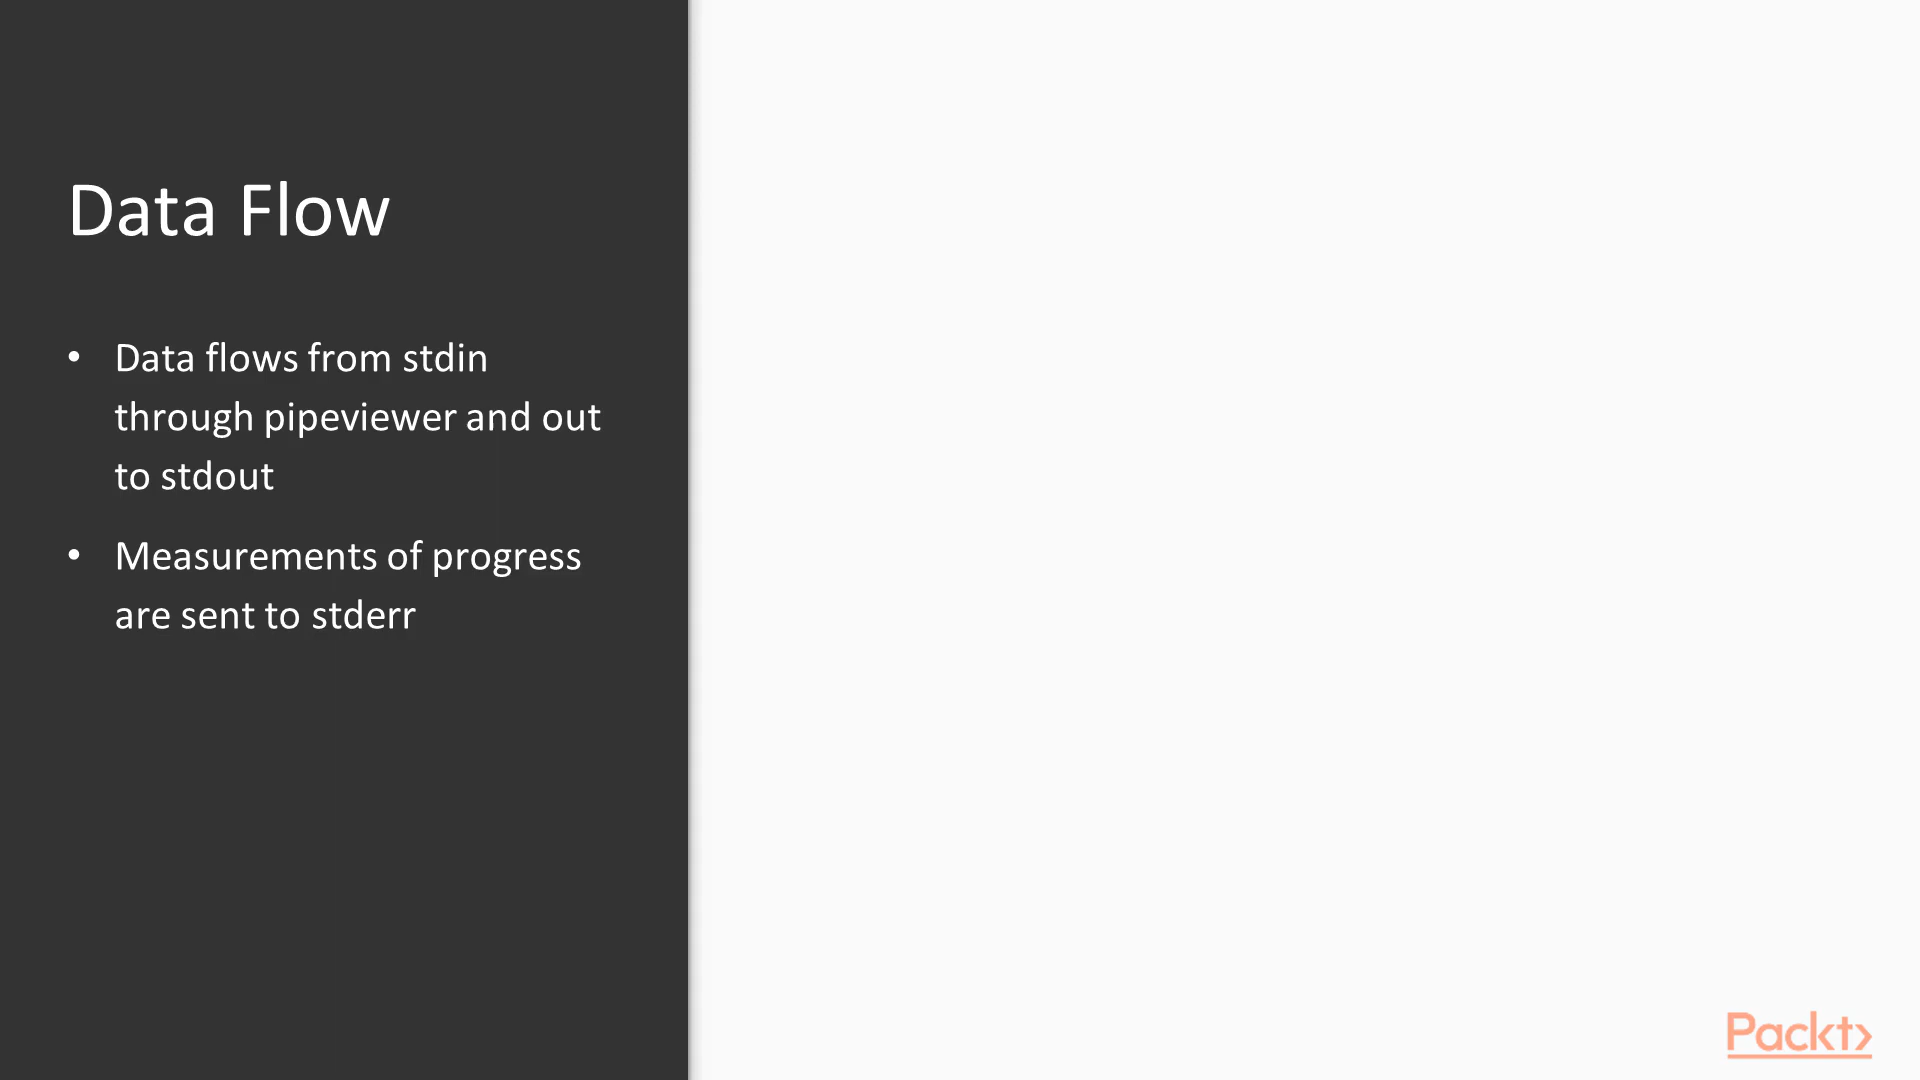 Data Flow
• Data flows from stdin
through pipeviewer and out
to stdout
• Measurements of progress
are sent to stderr
Packt>